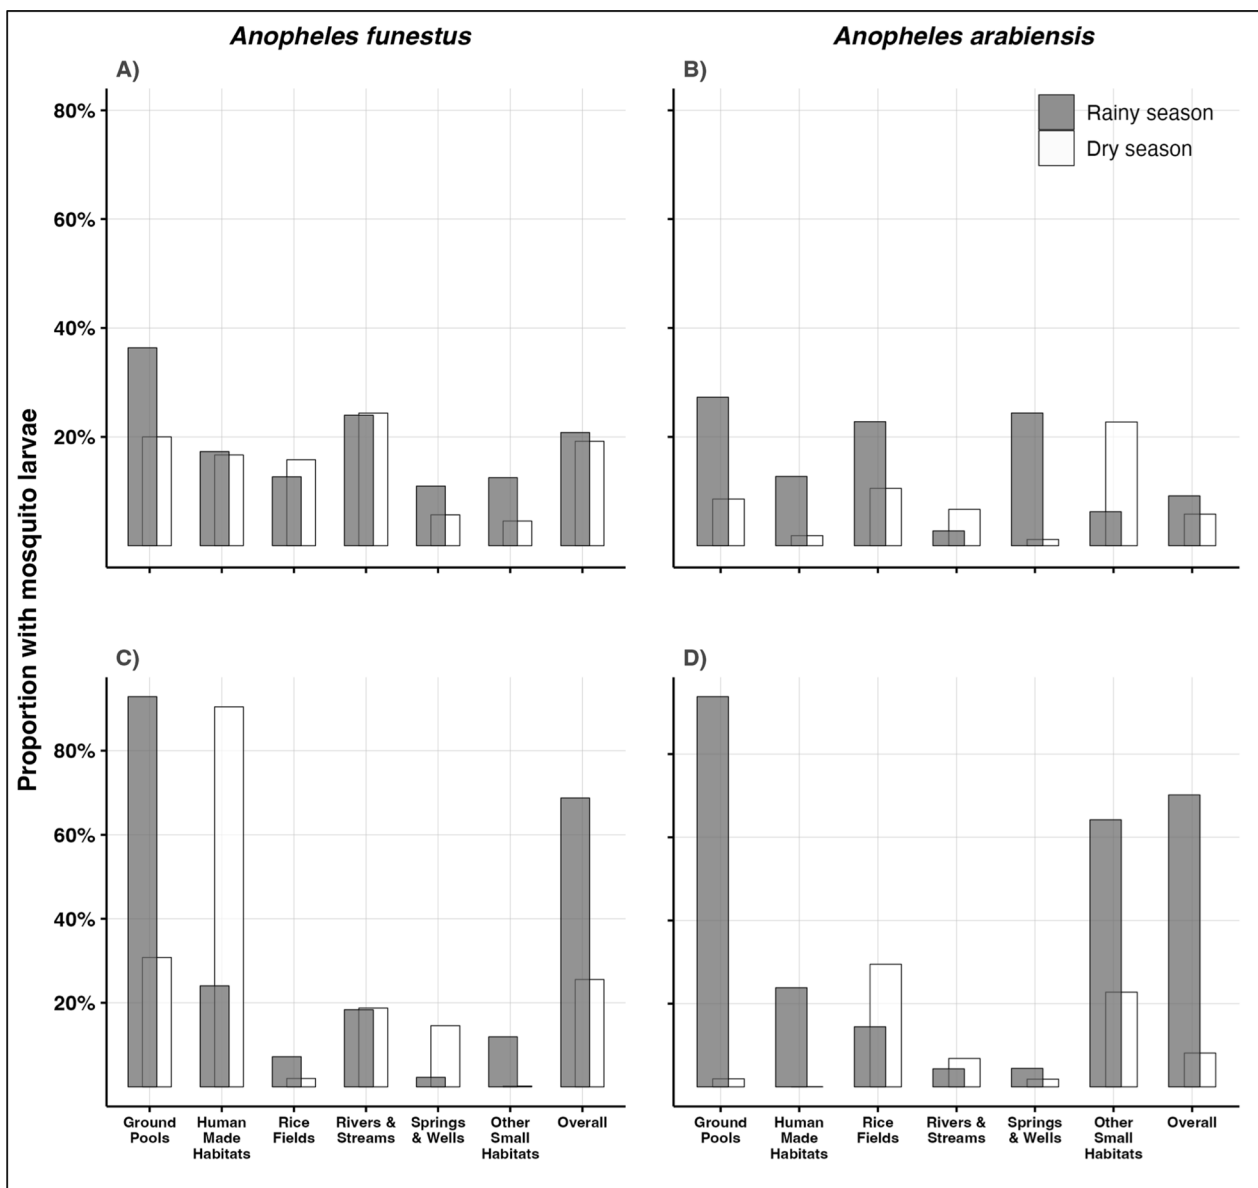 Anopheles funestus
Anopheles arabiensis
A)
B)
Rainy season
Dry season
80%
60%
40%
20%
Proportion with mosquito larvae
C)
D)
80%
60%
40%
20%
Ground
Pools
Human
Made
Habitats
Rice
Fields
Rivers &
Streams
Springs
& Wells
Other
Small
Habitats
Overall
Ground
Pools
Human
Made
Habitats
Rice
Fields
Rivers &
Streams
Springs
& Wells
Other
Small
Habitats
Overall